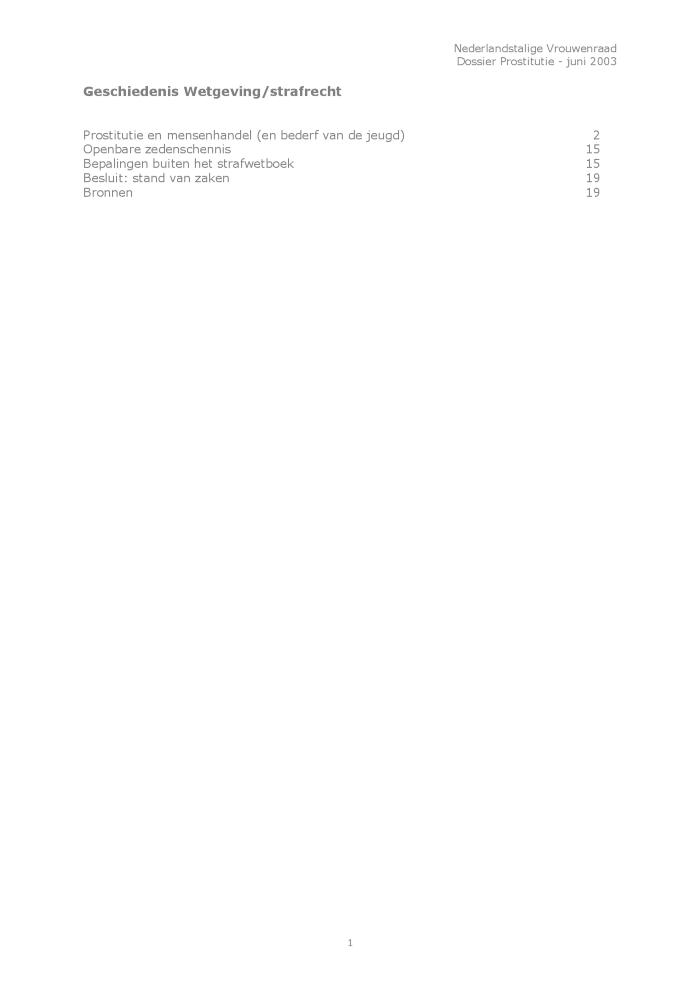 Nederlandstalige Vrouwenraad
Dossier Prostitutie - juni 2003
Geschiedenis Wetgeving/strafrecht
Prostitutie en mensenhandel (en bederf van de jeugd) 2
Openbare zedenschennis 15
Bepalingen buiten het strafwetboek 15
Besluit: stand van zaken 19
Bronnen 19
1